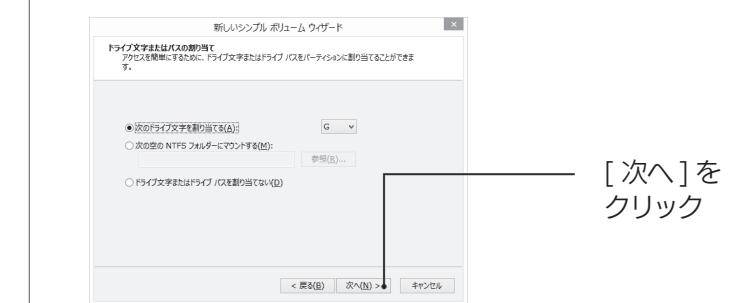 新しいシンプル ボリューム ウィザード
ドライブ文字またはパスの割り当て
アクセスを簡単にするために、ドライブ文字またはドライブ パスをパーティションに割り当てることができま
す。
次のドライブ文字を割り当てる(A):
G
次の空の NTFS フォルダーにマウントする(M):
参照(R)...
ドライブ文字またはドライブ パスを割り当てない(D)
< 戻る(B)
次へ(N) >
キャンセル
[ 次へ ] を
クリック